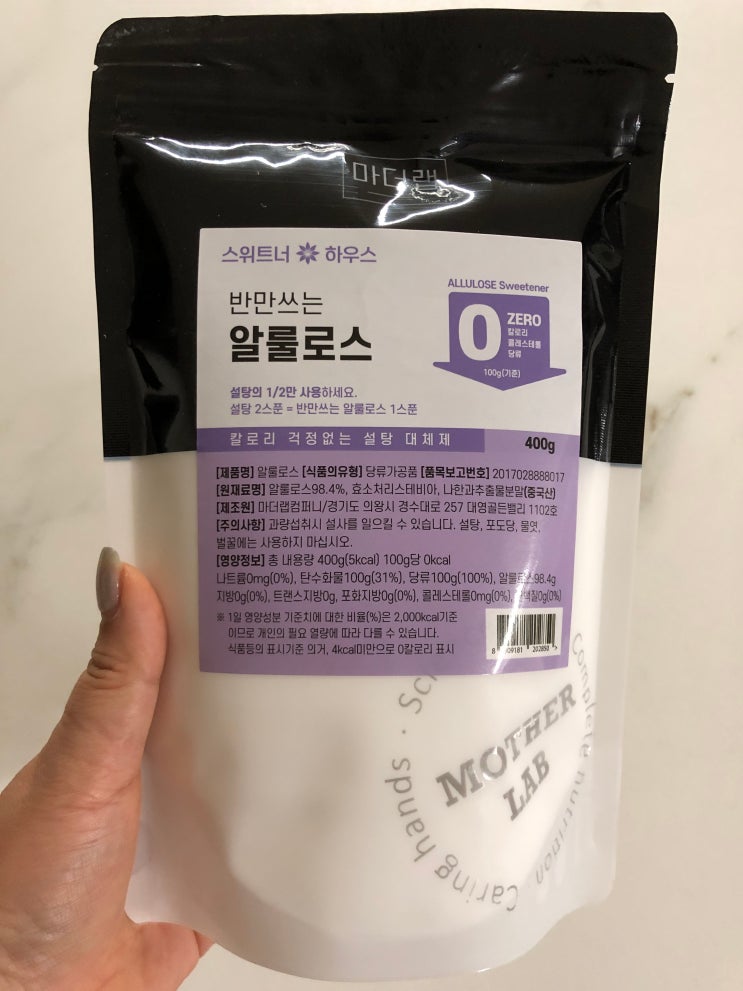 마더랩
스위트너 하우스
반만쓰는
알룰로스
설탕의 1/2만 사용하세요.
설탕 2스푼 = 반만쓰는 알룰로스 1스푼
ALLULOSE Sweetener
0
ZERO
칼로리
콜레스테롤
당류
100g(기준)
칼로리 걱정없는 설탕 대체제
400g
[제품명] 알룰로스 [식품의유형] 당류가공품 [품목보고번호] 2017028888017
[원재료명] 알룰로스98.4%, 효소처리스테비아, 나한과추출물분말(중국산)
[제조원] 마더랩컴퍼니/경기도 의왕시 경수대로 257 대영골든밸리 1102호
[주의사항] 과량섭취시 설사를 일으킬 수 있습니다. 설탕, 포도당, 물엿,
벌꿀에는 사용하지 마십시오.
[영양정보] 총 내용량 400g(5kcal) 100g당 0kcal
나트륨0mg(0%), 탄수화물100g(31%), 당류100g(100%), 알룰로스98.4g
지방0g(0%), 트랜스지방0g, 포화지방0g(0%), 콜레스테롤0mg(0%), 단백질0g(0%)
※ 1일 영양성분 기준치에 대한 비율(%)은 2,000kcal기준
이므로 개인의 필요 열량에 따라 다를 수 있습니다.
식품등의 표시기준 의거, 4kcal미만으로 0칼로리 표시
MOTHER
LAB
Complete nutrition · Caring hands ·